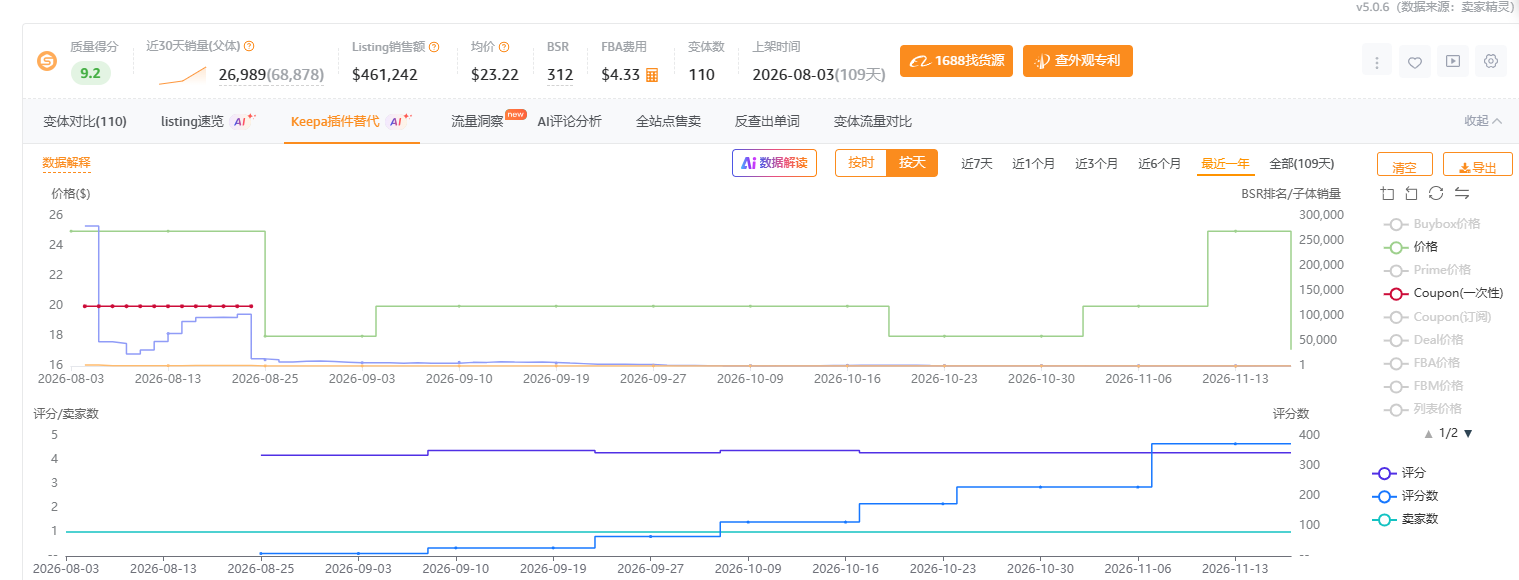 v5.0.6（数据来源：卖家精灵）
质量得分 近30天销量(父体) Listing销售额 均价 BSR FBA费用 变体数 上架时间
9.2 26,989(68,878) $461,242 $23.22 312 $4.33 110 2026-08-03(109天)
1688找货源 查外观专利
变体对比(110) listing速览 AI Keepa插件替代 AI 流量洞察 new AI评论分析 全站点售卖 反查出单词 变体流量对比 收起
数据解释 Ai 数据解读 按时 按天 近7天 近1个月 近3个月 近6个月 最近一年 全部(109天) 清空 导出
价格($) BSR排名/子体销量
26 300,000
24 250,000
22 200,000
20 150,000
18 100,000
16 50,000
1
2026-08-03 2026-08-13 2026-08-25 2026-09-03 2026-09-10 2026-09-19 2026-09-27 2026-10-09 2026-10-16 2026-10-23 2026-10-30 2026-11-06 2026-11-13
Buybox价格
价格
Prime价格
Coupon(一次性)
Coupon(订阅)
Deal价格
FBA价格
FBM价格
列表价格
▲ 1/2 ▼
评分/卖家数 评分数
5 400
4 300
3 200
2 100
1 --
--
2026-08-03 2026-08-13 2026-08-25 2026-09-03 2026-09-10 2026-09-19 2026-09-27 2026-10-09 2026-10-16 2026-10-23 2026-10-30 2026-11-06 2026-11-13
评分
评分数
卖家数